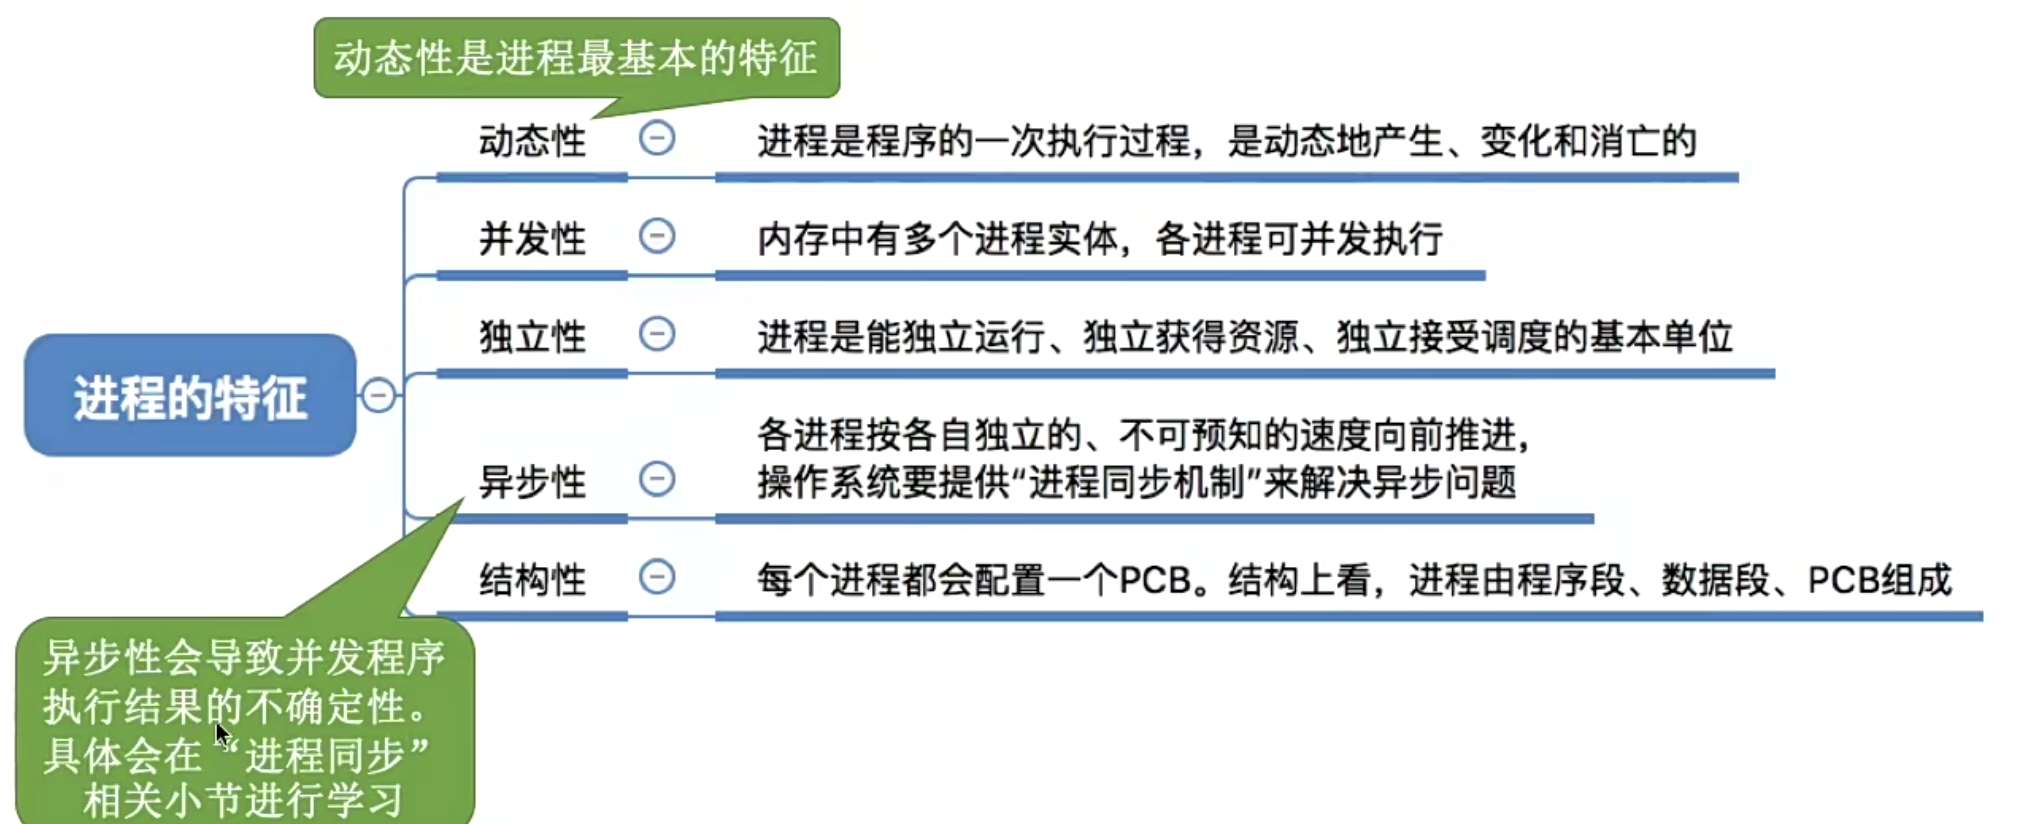 动态性是进程最基本的特征
动态性
进程是程序的一次执行过程，是动态地产生、变化和消亡的
并发性
内存中有多个进程实体，各进程可并发执行
独立性
进程是能独立运行、独立获得资源、独立接受调度的基本单位
进程的特征
异步性
各进程按各自独立的、不可预知的速度向前推进，
操作系统要提供“进程同步机制”来解决异步问题
结构性
每个进程都会配置一个PCB。结构上看，进程由程序段、数据段、PCB组成
异步性会导致并发程序
执行结果的不确定性。
具体会在“进程同步”
相关小节进行学习